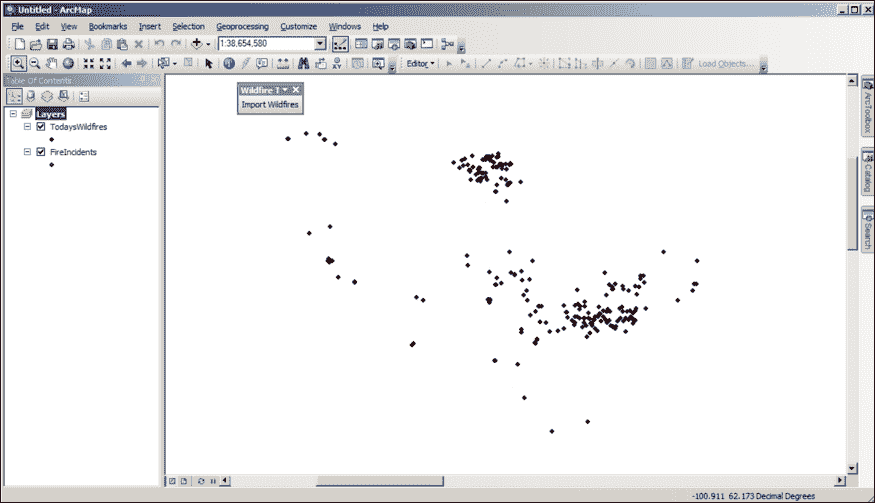 Untitled - ArcMap
File Edit View Bookmarks Insert Selection Geoprocessing Customize Windows Help
1:38,654,580
Editor
Load Objects...
Table Of Contents
Layers
TodaysWildfires
FireIncidents
Wildfire T
Import Wildfires
ArcToolbox
Catalog
Search
-100.911 62.173 Decimal Degrees